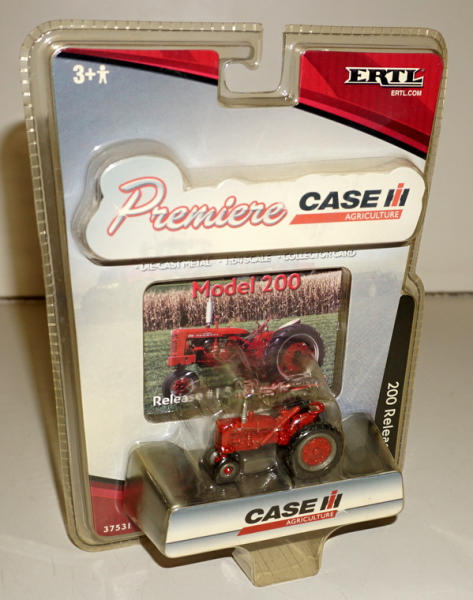 3+
ERTL
ERTL.COM
Premiere CASE IH
AGRICULTURE
• DIE-CAST METAL • 1:64 SCALE • COLLECTOR CARD
Model 200
Release #
200 Relea
CASE IH
AGRICULTURE
37531